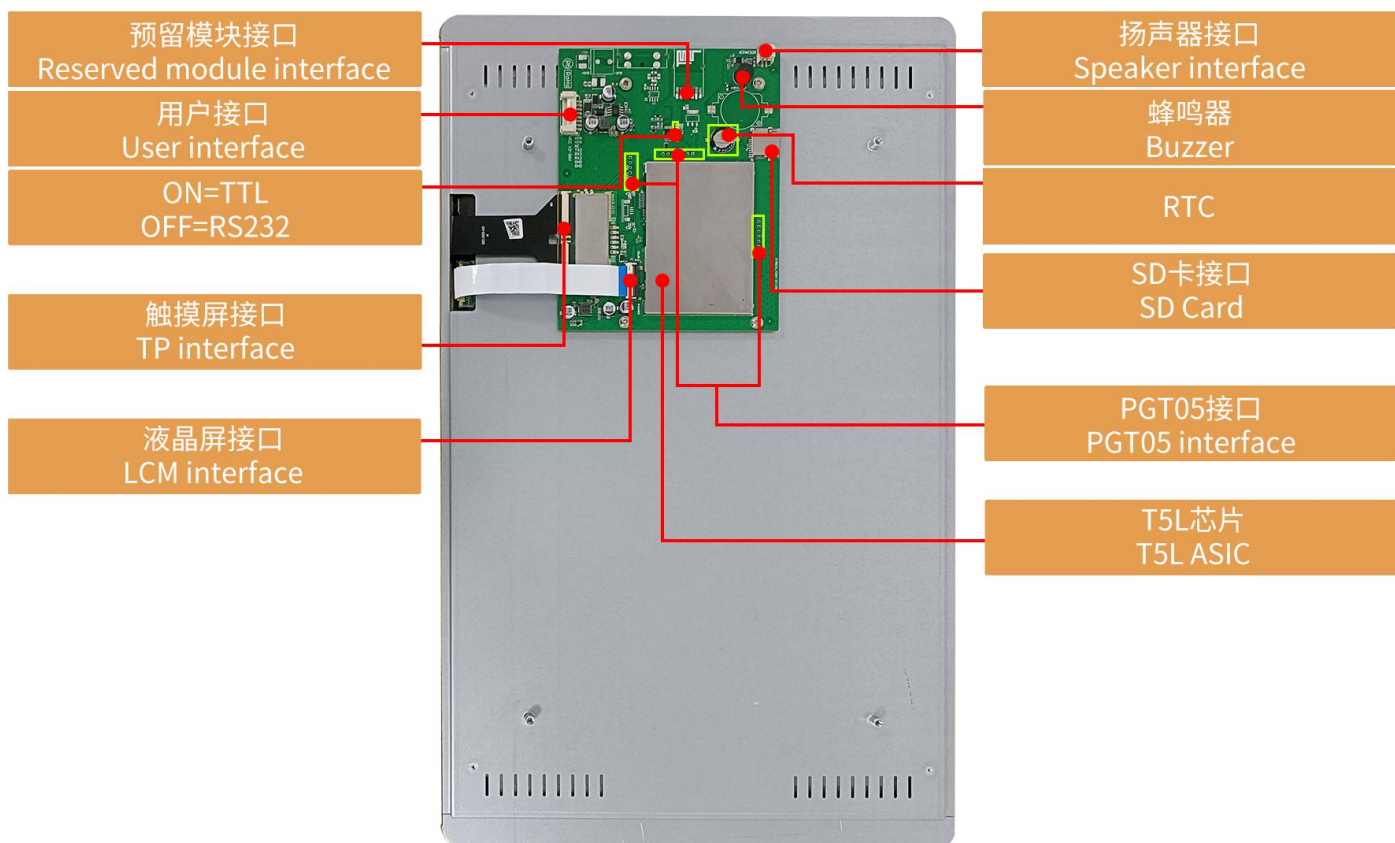 预留模块接口
Reserved module interface
用户接口
User interface
ON=TTL
OFF=RS232
触摸屏接口
TP interface
液晶屏接口
LCM interface
扬声器接口
Speaker interface
蜂鸣器
Buzzer
RTC
SD卡接口
SD Card
PGT05接口
PGT05 interface
T5L芯片
T5L ASIC